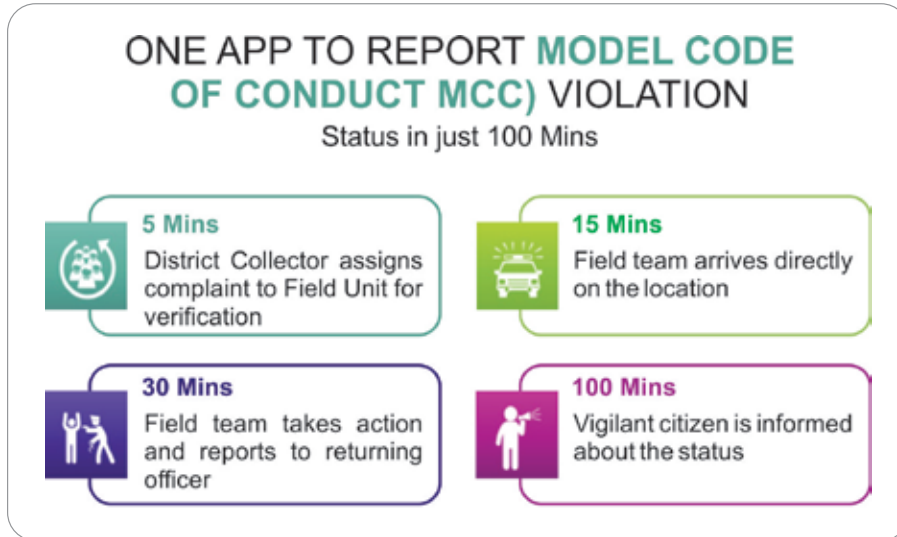 ONE APP TO REPORT MODEL CODE
OF CONDUCT MCC) VIOLATION
Status in just 100 Mins
5 Mins
District Collector assigns
complaint to Field Unit for
verification
15 Mins
Field team arrives directly
on the location
30 Mins
Field team takes action
and reports to returning
officer
100 Mins
Vigilant citizen is informed
about the status